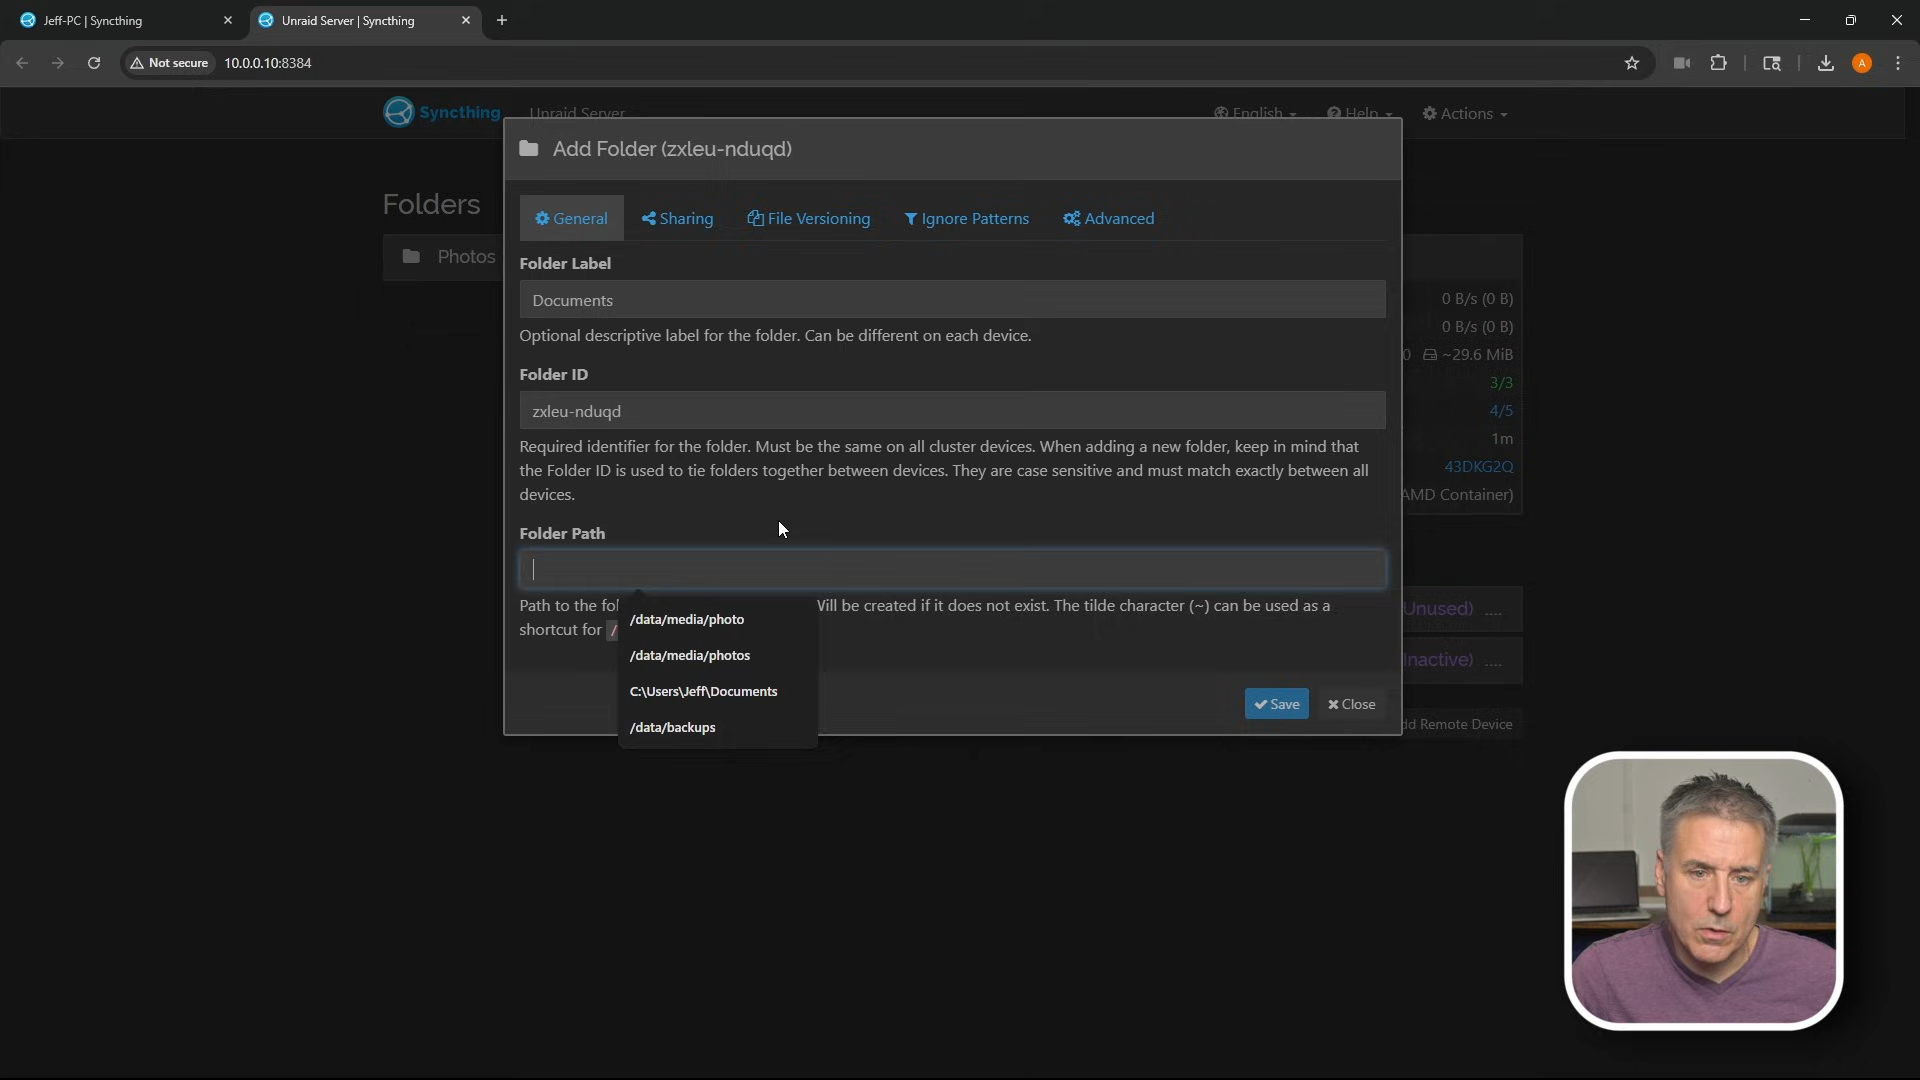 Jeff-PC | Syncthing
Unraid Server | Syncthing
Not secure
10.0.0.10:8384
A
Syncthing
Unraid Server
English
Help
Actions
Add Folder (zxleu-nduqd)
General
Sharing
File Versioning
Ignore Patterns
Advanced
Folders
Photos
Folder Label
Documents
Optional descriptive label for the folder. Can be different on each device.
Folder ID
zxleu-nduqd
Required identifier for the folder. Must be the same on all cluster devices. When adding a new folder, keep in mind that
the Folder ID is used to tie folders together between devices. They are case sensitive and must match exactly between all
devices.
Folder Path
Path to the fol
Will be created if it does not exist. The tilde character (~) can be used as a
shortcut for /
/data/media/photo
/data/media/photos
C:\Users\Jeff\Documents
/data/backups
Save
Close
0 B/s (0 B)
0 B/s (0 B)
0 ~29.6 MiB
3/3
4/5
1m
43DKG2Q
AMD Container)
Unused) ....
Inactive) ....
dd Remote Device